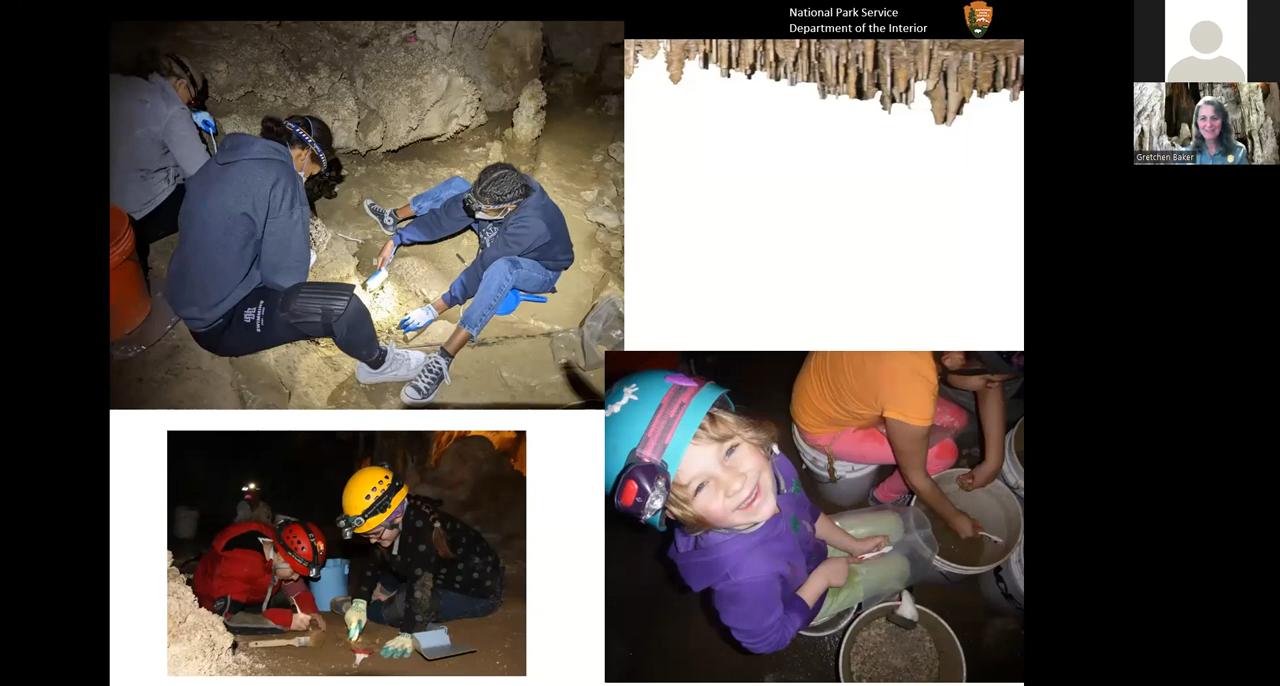 National Park Service
Department of the Interior
Gretchen Baker